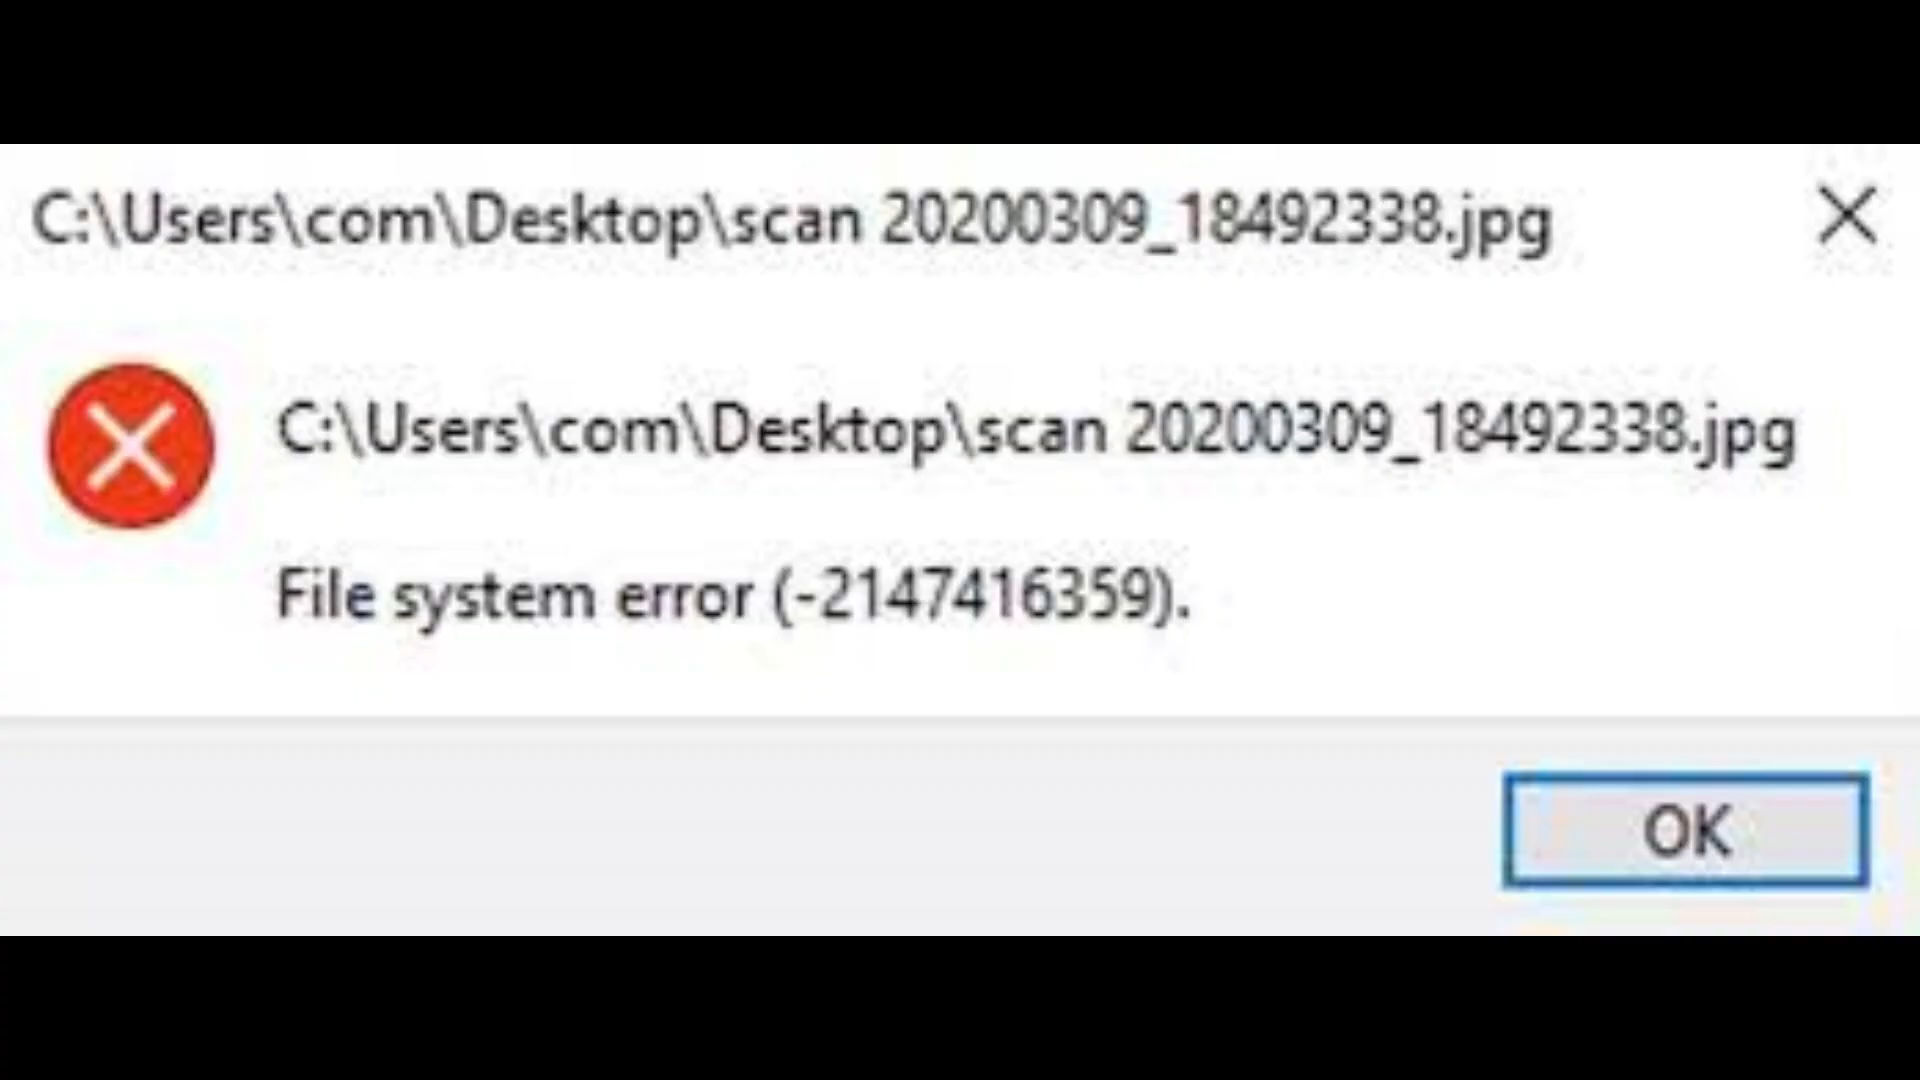 C:\Users\com\Desktop\scan 20200309_18492338.jpg
C:\Users\com\Desktop\scan 20200309_18492338.jpg
File system error (-2147416359).
OK